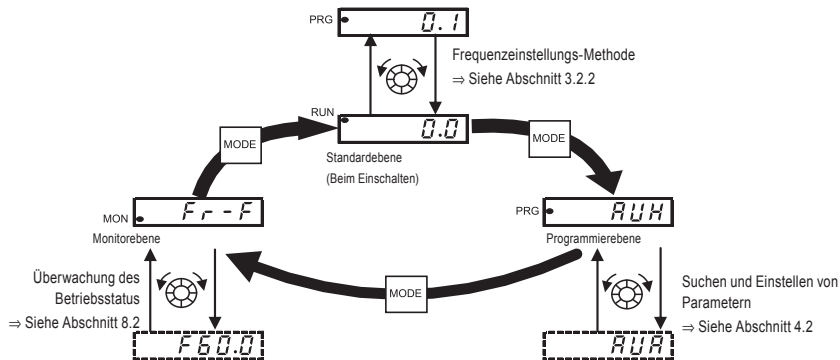 PRG
0.1
Frequenzeinstellungs-Methode
⇒ Siehe Abschnitt 3.2.2
RUN
0.0
MODE
MODE
Standardebene
(Beim Einschalten)
MON
Fr-F
Monitorebene
PRG
AUH
Programmierebene
Überwachung des
Betriebsstatus
⇒ Siehe Abschnitt 8.2
MODE
Suchen und Einstellen von
Parametern
⇒ Siehe Abschnitt 4.2
F60.0
AUA